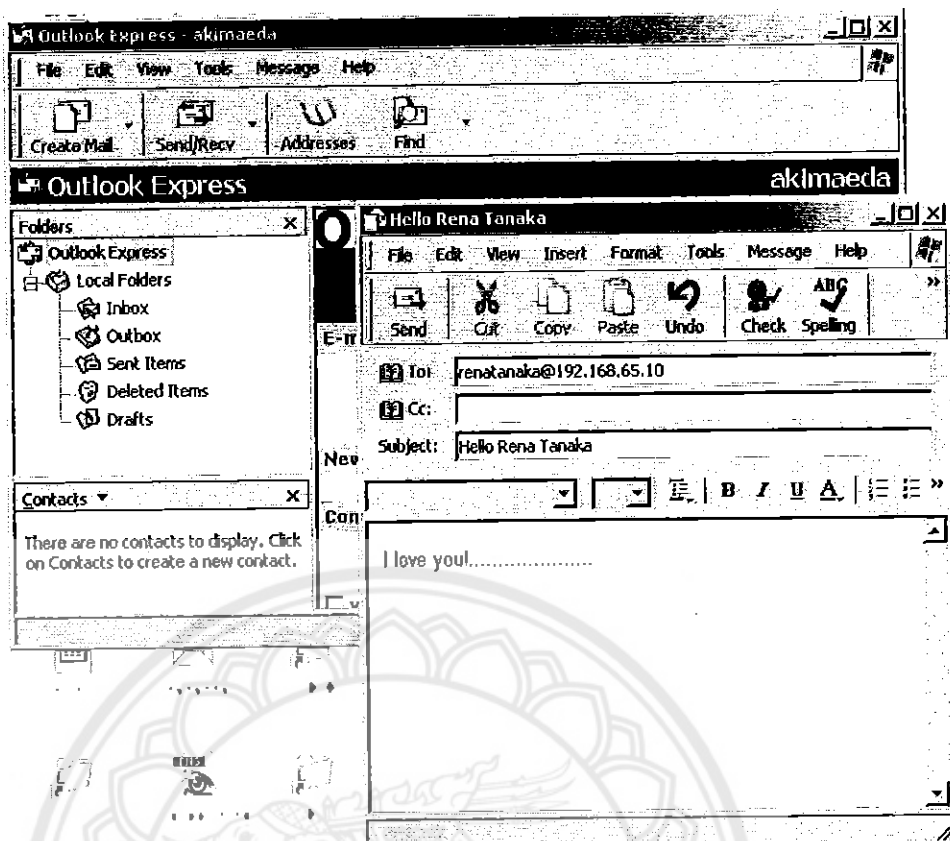 Outlook Express - akimaeda
File Edit View Tools Message Help
Create Mail Send/Recv Addresses Find
Outlook Express akimaeda
Folders
Outlook Express
Local Folders
Inbox
Outbox
Sent Items
Deleted Items
Drafts
Contacts
There are no contacts to display. Click
on Contacts to create a new contact.
Hello Rena Tanaka
File Edit View Insert Format Tools Message Help
Send Cut Copy Paste Undo Check Spelling
To: renatanaka@192.168.65.10
Cc:
Subject: Hello Rena Tanaka
B I U A
I love you!......................